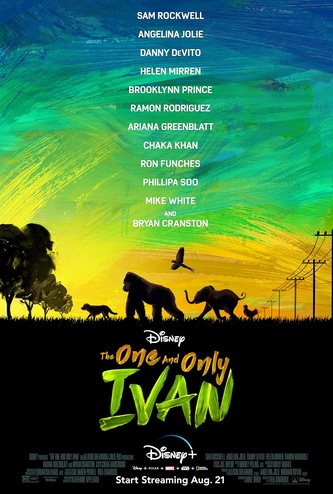 SAM ROCKWELL
ANGELINA JOLIE
DANNY DeVITO
HELEN MIRREN
BROOKLYNN PRINCE
RAMON RODRIGUEZ
ARIANA GREENBLATT
CHAKA KHAN
RON FUNCHES
PHILLIPA SOO
MIKE WHITE
AND
BRYAN CRANSTON
Disney
The One And Only
IVAN
Disney+
Start Streaming Aug. 21